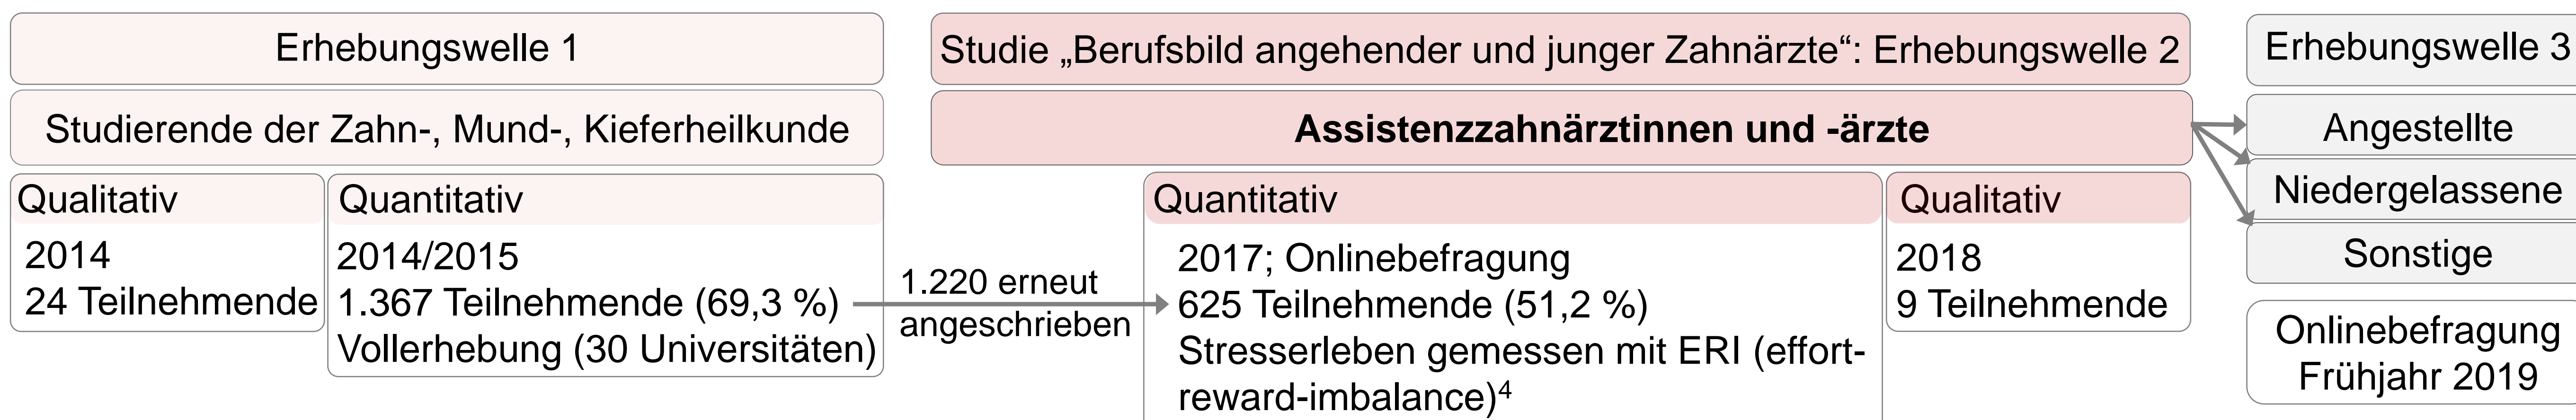 Erhebungswelle 1
Studierende der Zahn-, Mund-, Kieferheilkunde
Qualitativ
2014
24 Teilnehmende
Quantitativ
2014/2015
1.367 Teilnehmende (69,3 %)
Vollerhebung (30 Universitäten)
1.220 erneut
angeschrieben
Studie „Berufsbild angehender und junger Zahnärzte“: Erhebungswelle 2
Assistenzzahnärztinnen und -ärzte
Quantitativ
2017; Onlinebefragung
625 Teilnehmende (51,2 %)
Stresserleben gemessen mit ERI (effort-
reward-imbalance)⁴
Qualitativ
2018
9 Teilnehmende
Erhebungswelle 3
Angestellte
Niedergelassene
Sonstige
Onlinebefragung
Frühjahr 2019